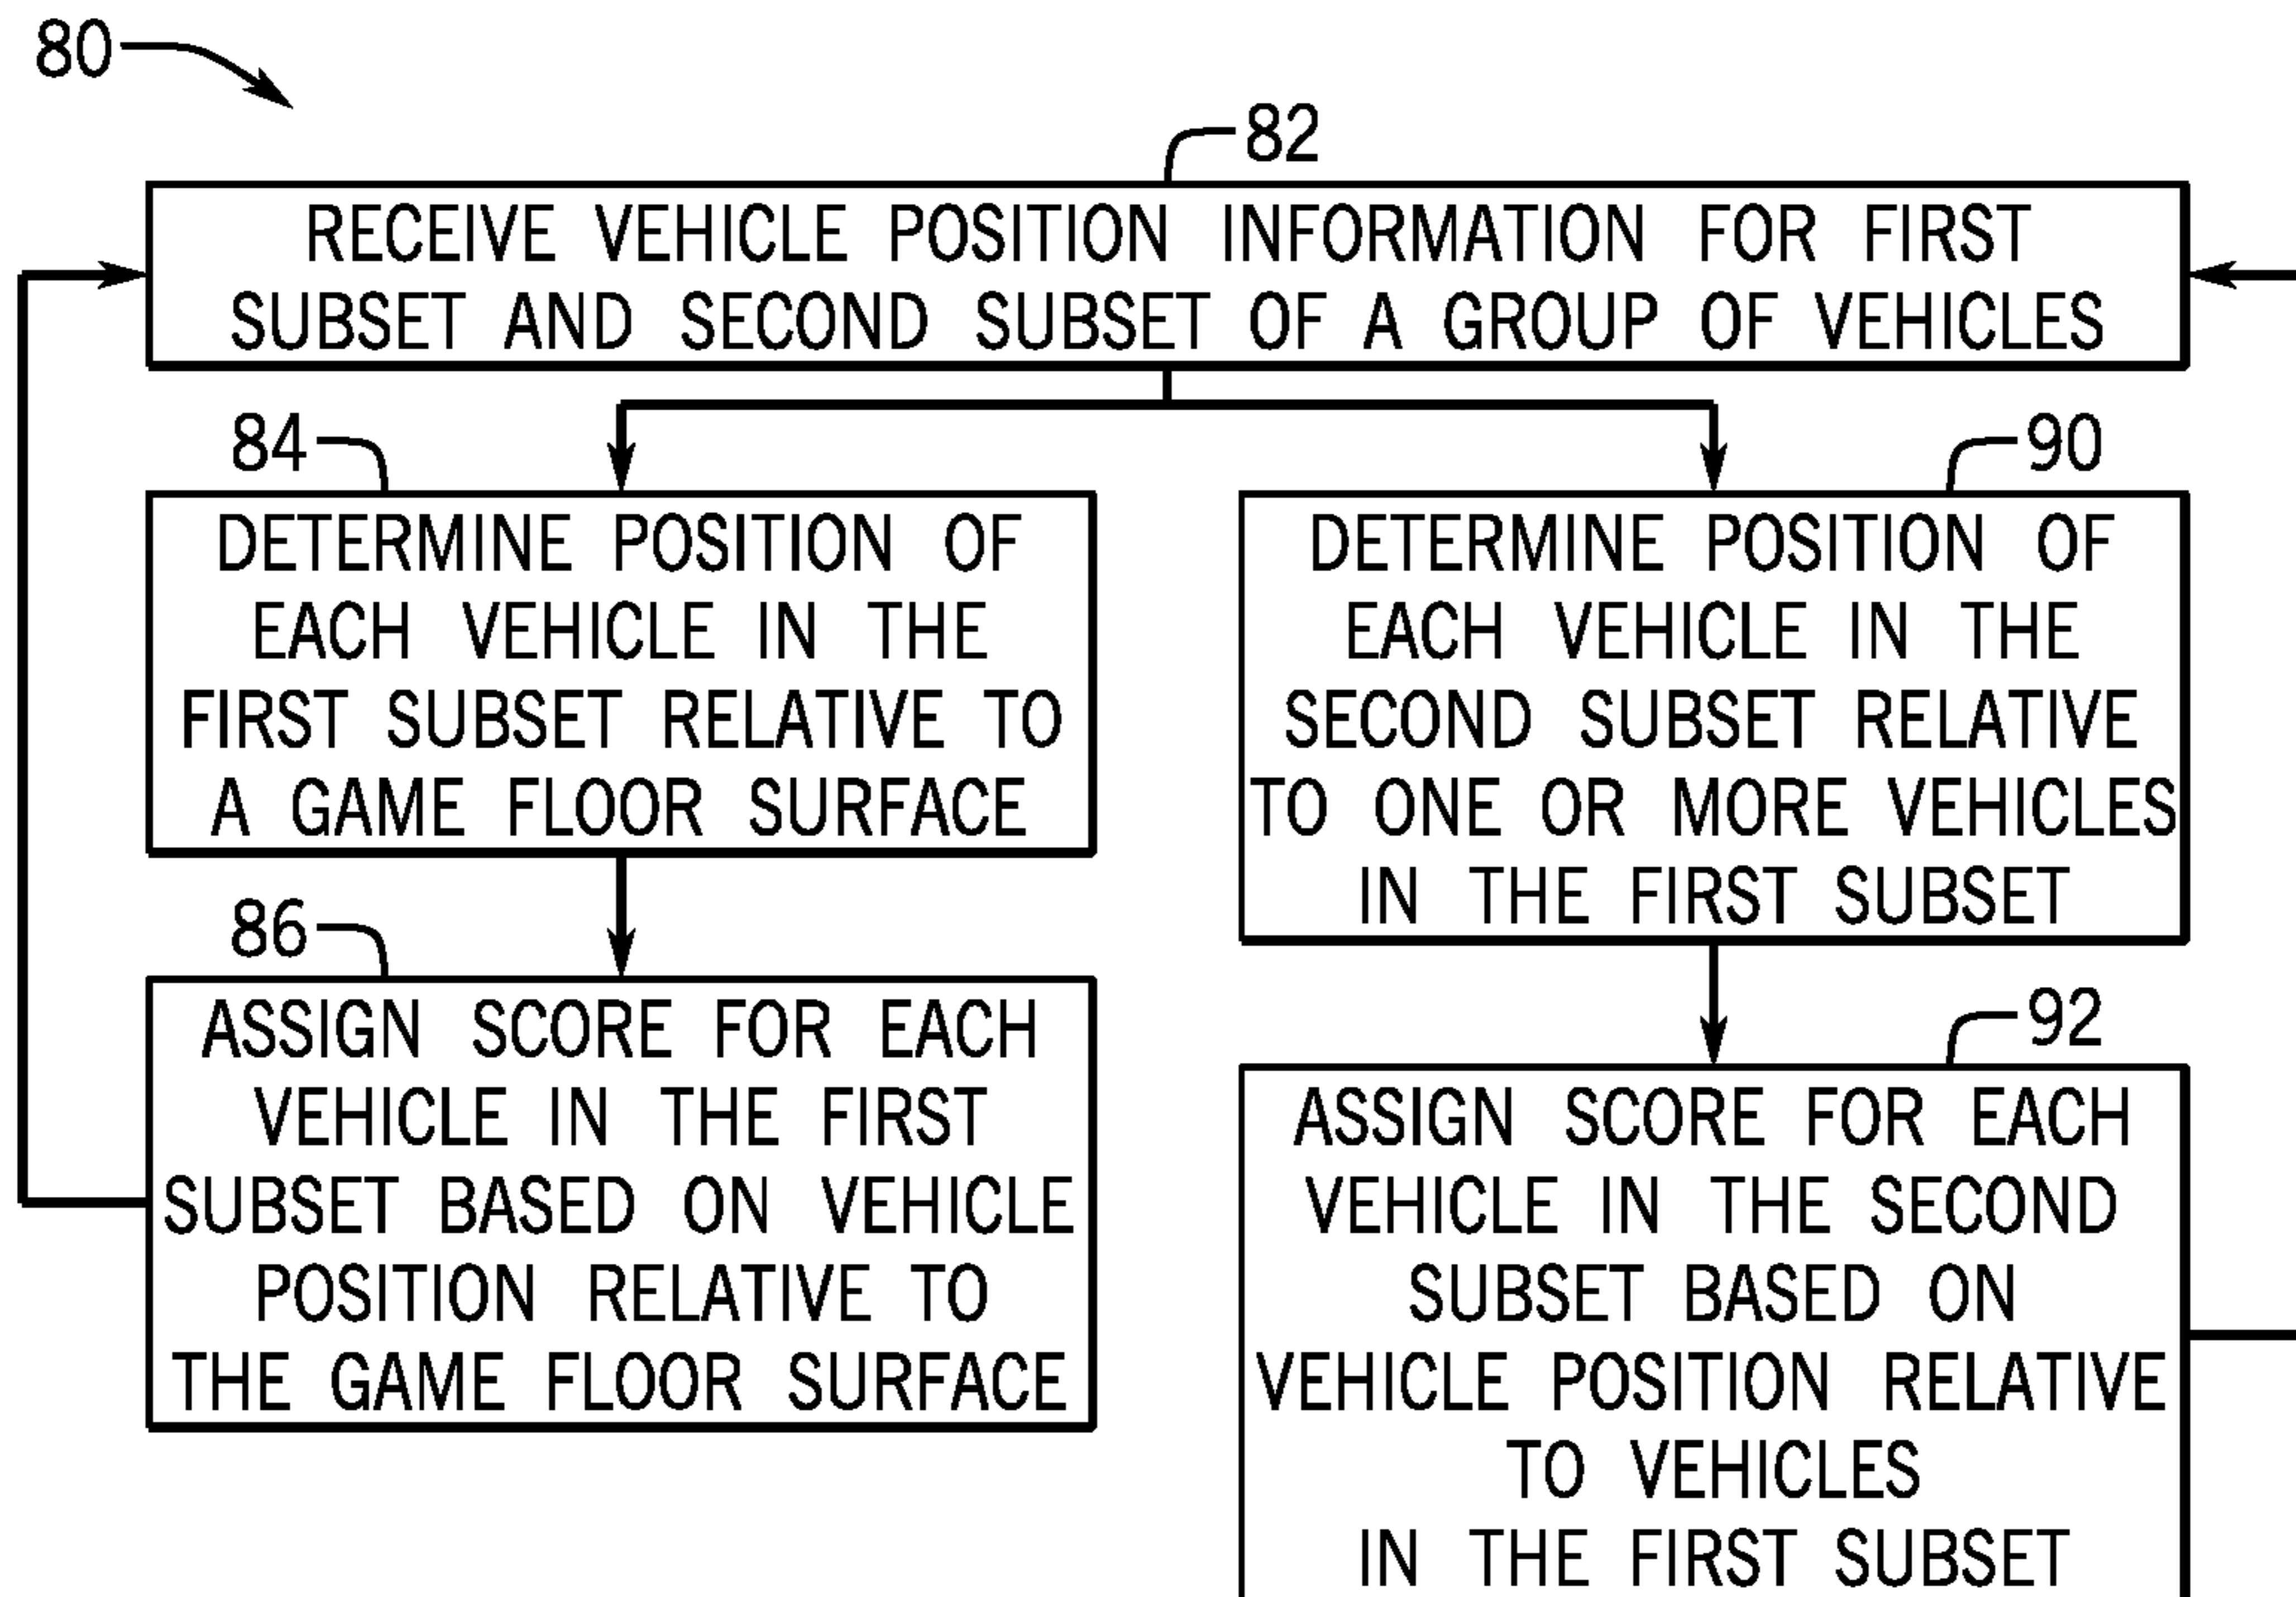 80
82
RECEIVE VEHICLE POSITION INFORMATION FOR FIRST
SUBSET AND SECOND SUBSET OF A GROUP OF VEHICLES
84
DETERMINE POSITION OF
EACH VEHICLE IN THE
FIRST SUBSET RELATIVE TO
A GAME FLOOR SURFACE
86
ASSIGN SCORE FOR EACH
VEHICLE IN THE FIRST
SUBSET BASED ON VEHICLE
POSITION RELATIVE TO
THE GAME FLOOR SURFACE
90
DETERMINE POSITION OF
EACH VEHICLE IN THE
SECOND SUBSET RELATIVE
TO ONE OR MORE VEHICLES
IN THE FIRST SUBSET
92
ASSIGN SCORE FOR EACH
VEHICLE IN THE SECOND
SUBSET BASED ON
VEHICLE POSITION RELATIVE
TO VEHICLES
IN THE FIRST SUBSET